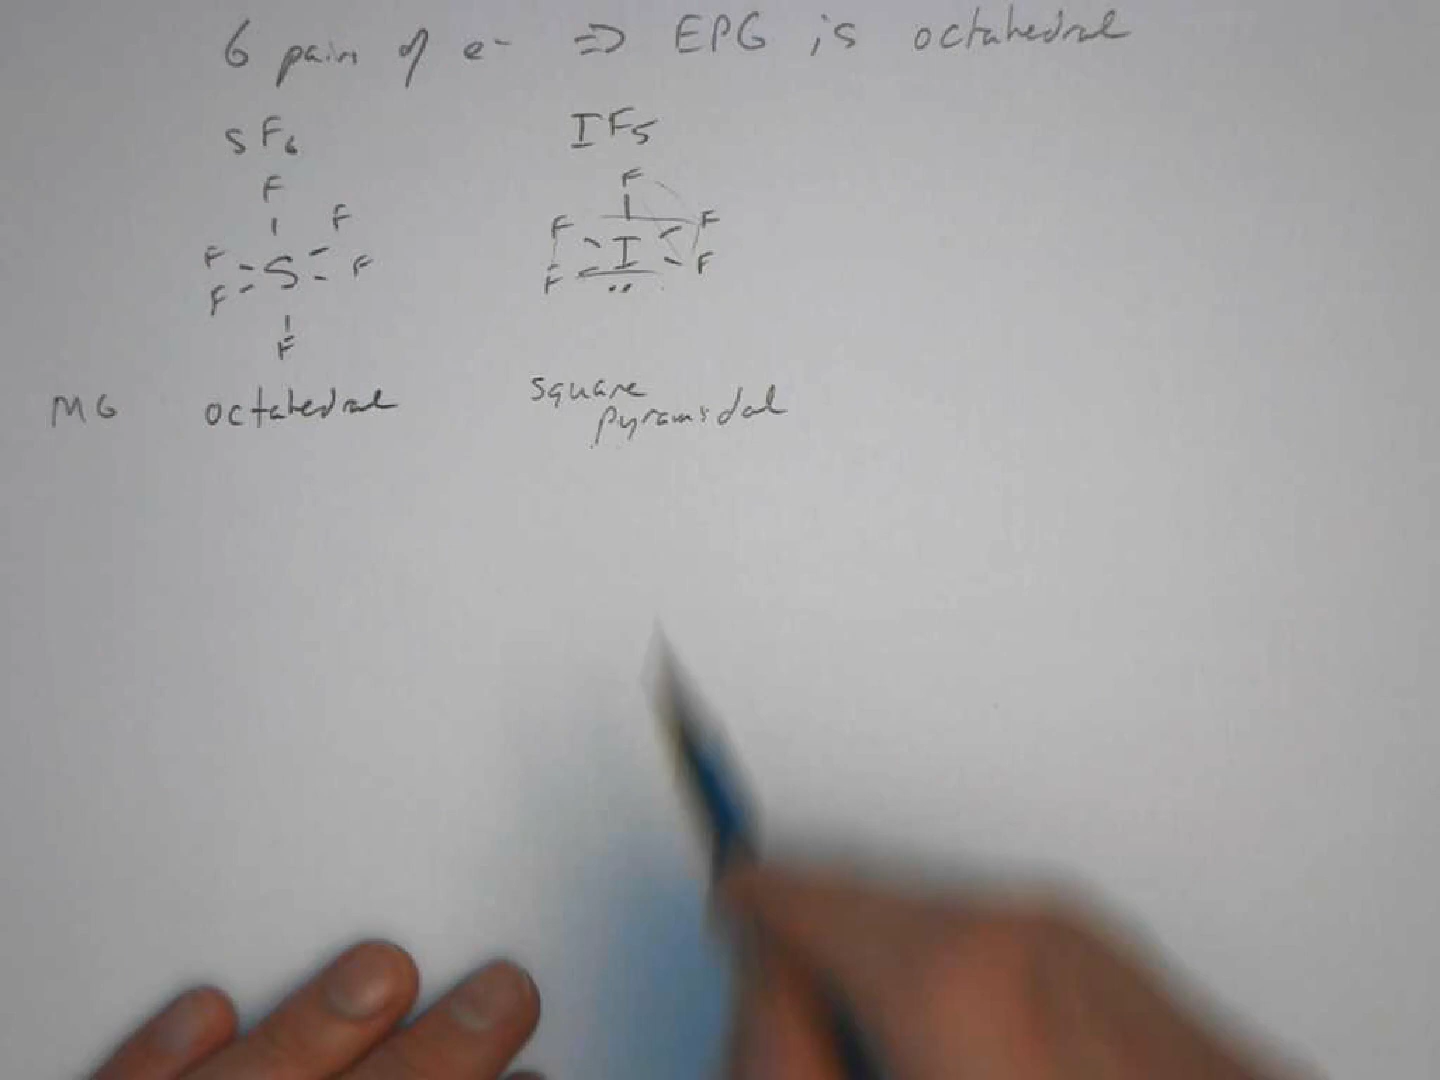 6 pairs of e- => EPG is octahedral
SF6 IF5
F F
F F F
F S F F I F
F F
F
MG octahedral square
pyramidal